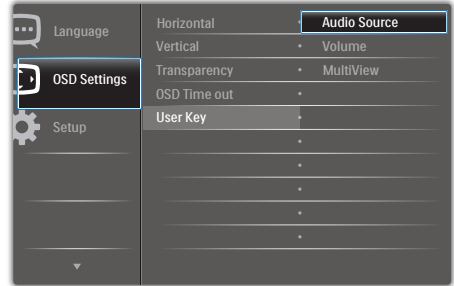 Language
OSD Settings
Setup
Horizontal
Vertical
Transparency
OSD Time out
User Key
Audio Source
Volume
MultiView